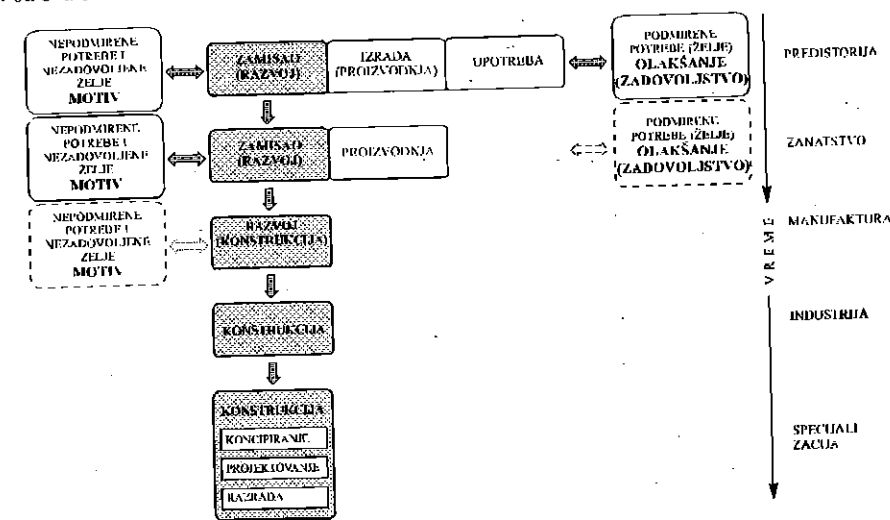 NEPODMIRENE
POTREBE I
NEZADOVOLJENE
ŽELJE
MOTIV
ZAMISAO
(RAZVOJ)
IZRADA
(PROIZVODNJA)
UPOTREBA
PODMIRENE
POTREBE (ŽELJE)
OLAKŠANJE
(ZADOVOLJSTVO)
PREDISTORIJA
NEPODMIRENE
POTREBE I
NEZADOVOLJENE
ŽELJE
MOTIV
ZAMISAO
(RAZVOJ)
PROIZVODNJA
PODMIRENE
POTREBE (ŽELJE)
OLAKŠANJE
(ZADOVOLJSTVO)
ZANATSTVO
NEPODMIRENE
POTREBE I
NEZADOVOLJENE
ŽELJE
MOTIV
RAZVOJ
(KONSTRUKCIJA)
VREME
MANUFAKTURA
KONSTRUKCIJA
INDUSTRIJA
KONSTRUKCIJA
KONCIPIRANJE
PROJEKTOVANJE
RAZRADA
SPECIJALI
ZACIJA